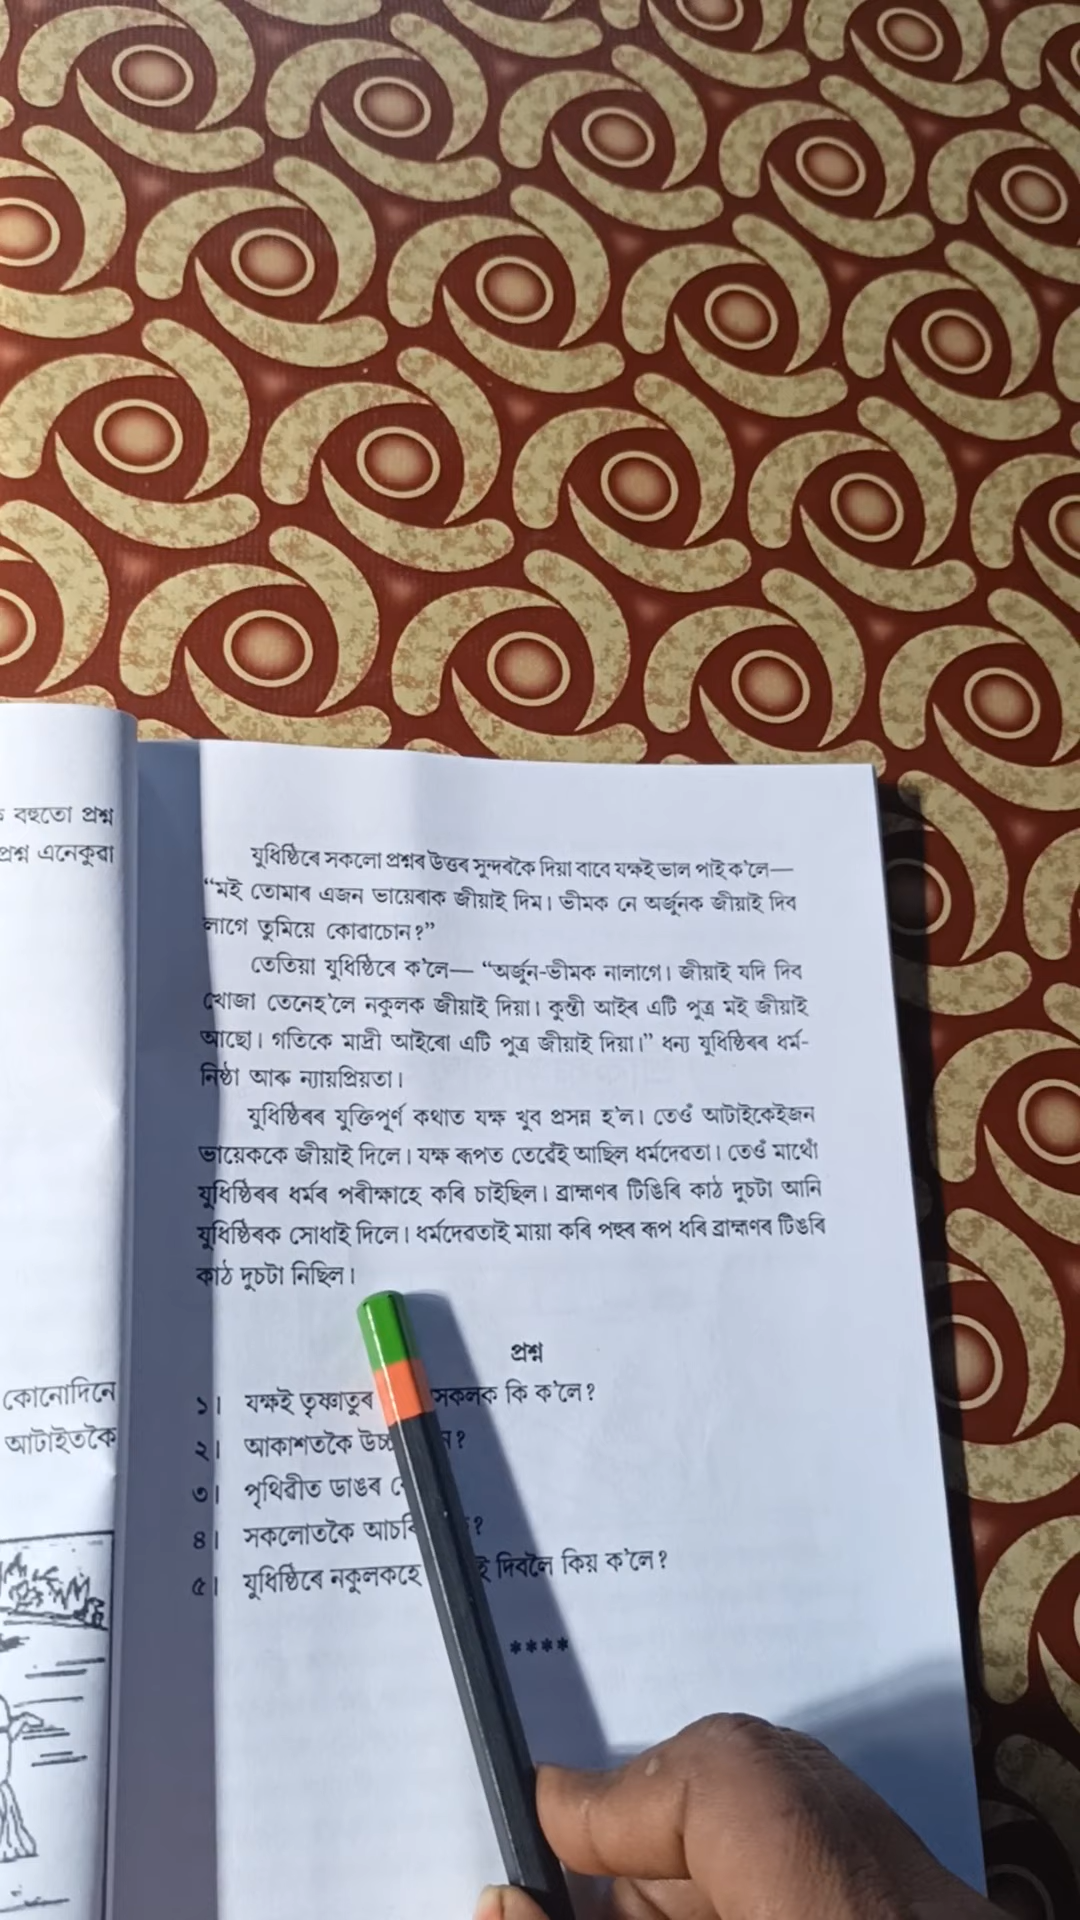 বহুতো প্ৰশ্ন
প্ৰশ্ন এনেকুৱা
কোনোদিনে
আটাইতকৈ
যুধিষ্ঠিৰে সকলো প্ৰশ্নৰ উত্তৰ সুন্দৰকৈ দিয়া বাবে যক্ষই ভাল পাই ক'লে—
“মই তোমাৰ এজন ভায়েৰাক জীয়াই দিম। ভীমক নে অৰ্জুনক জীয়াই দিব
লাগে তুমিয়ে কোৱাচোন?”
তেতিয়া যুধিষ্ঠিৰে ক'লে— “অৰ্জুন-ভীমক নালাগে। জীয়াই যদি দিব
খোজা তেনেহ'লে নকুলক জীয়াই দিয়া। কুন্তী আইৰ এটি পুত্ৰ মই জীয়াই
আছো। গতিকে মাদ্ৰী আইৰো এটি পুত্ৰ জীয়াই দিয়া।” ধন্য যুধিষ্ঠিৰৰ ধৰ্ম-
নিষ্ঠা আৰু ন্যায়প্ৰিয়তা।
যুধিষ্ঠিৰৰ যুক্তিপূৰ্ণ কথাত যক্ষ খুব প্ৰসন্ন হ'ল। তেওঁ আটাইকেইজন
ভায়েকক জীয়াই দিলে। যক্ষ ৰূপত তেৱেঁই আছিল ধৰ্মদেৱতা। তেওঁ মাথোঁ
যুধিষ্ঠিৰৰ ধৰ্মৰ পৰীক্ষাহে কৰি চাইছিল। ব্ৰাহ্মণৰ টিঙিৰি কাঠ দুচটা আনি
যুধিষ্ঠিৰক সোধাই দিলে। ধৰ্মদেৱতাই মায়া কৰি পহুৰ ৰূপ ধৰি ব্ৰাহ্মণৰ টিঙৰি
কাঠ দুচটা নিছিল।
প্ৰশ্ন
১। যক্ষই তৃষ্ণাতুৰ সকলক কি ক'লে?
২। আকাশতকৈ উচ্চ ?
৩। পৃথিৱীত ডাঙৰ
৪। সকলোতকৈ ?
৫। যুধিষ্ঠিৰে নকুলকহে দিবলৈ কিয় ক'লে?
****